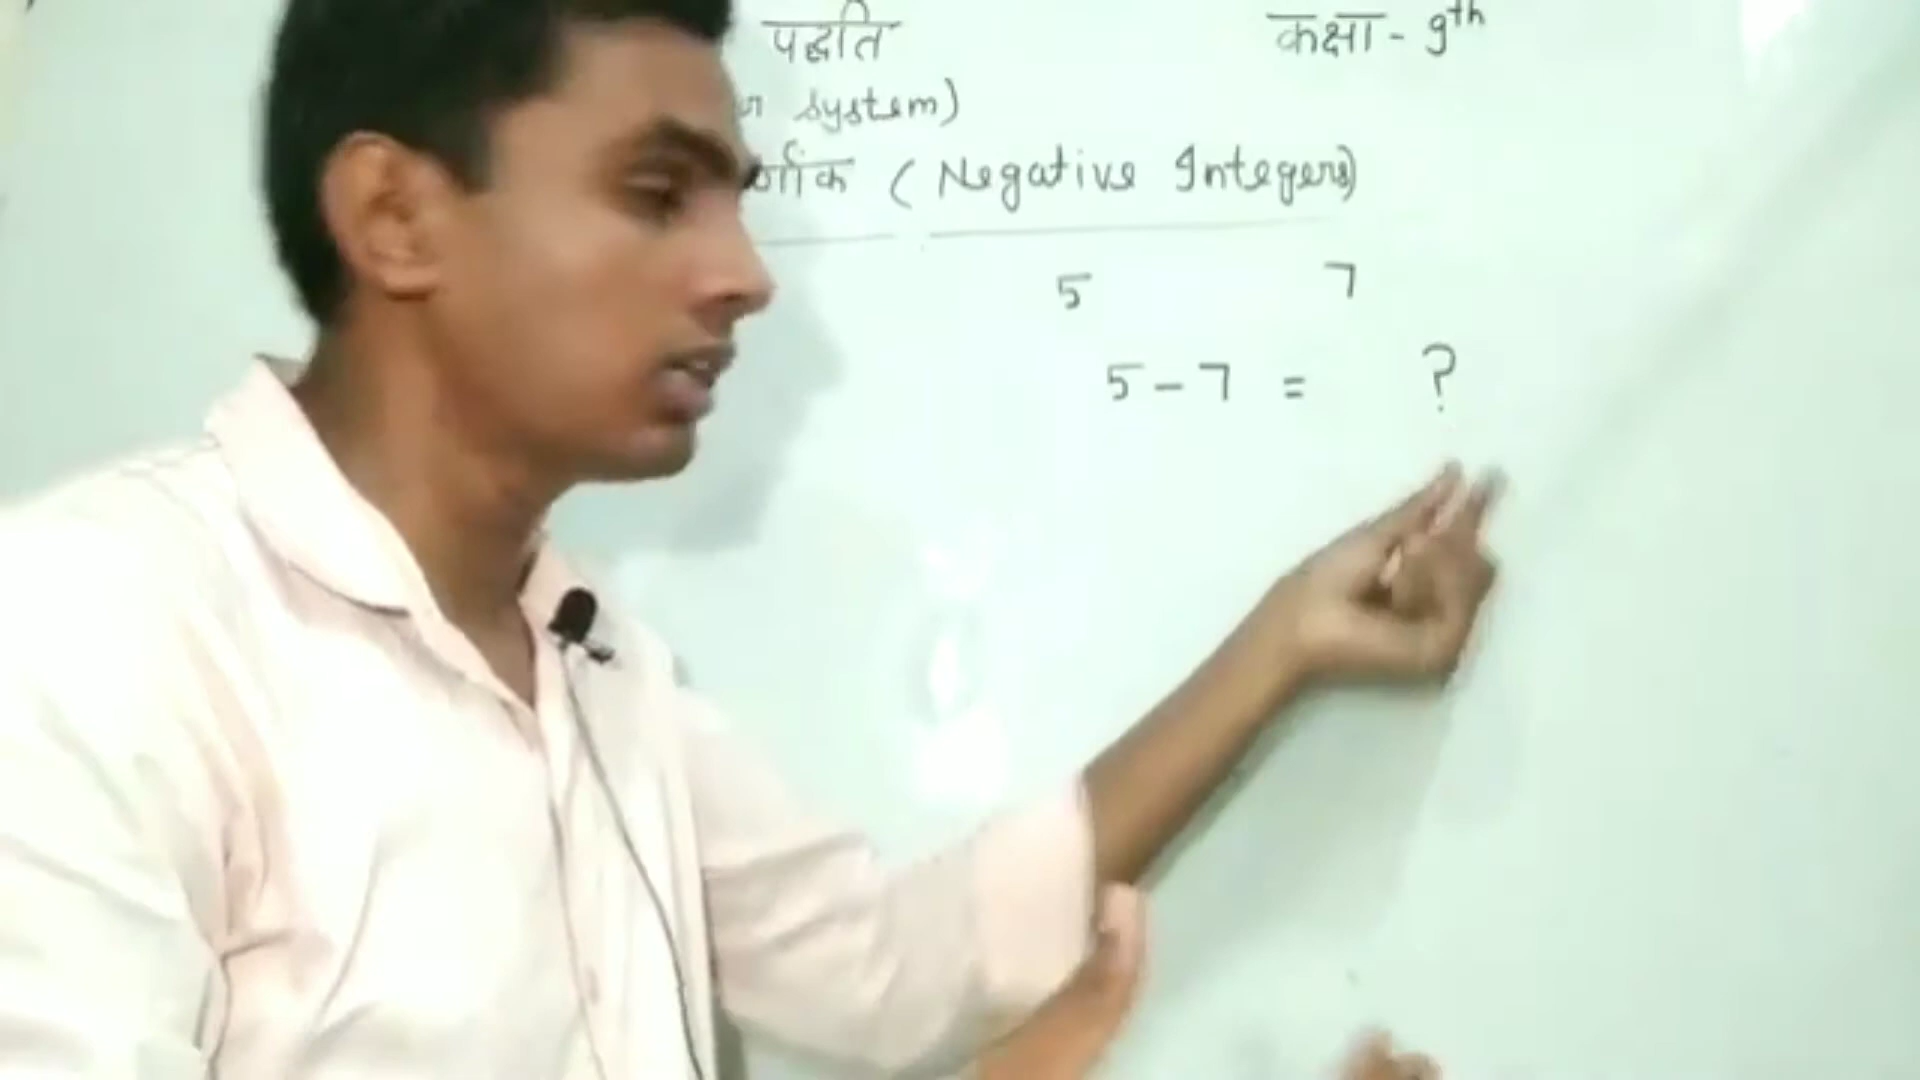 पद्धति कक्षा - 9th
system)
(Negative Integers)
5 7
5 - 7 = ?